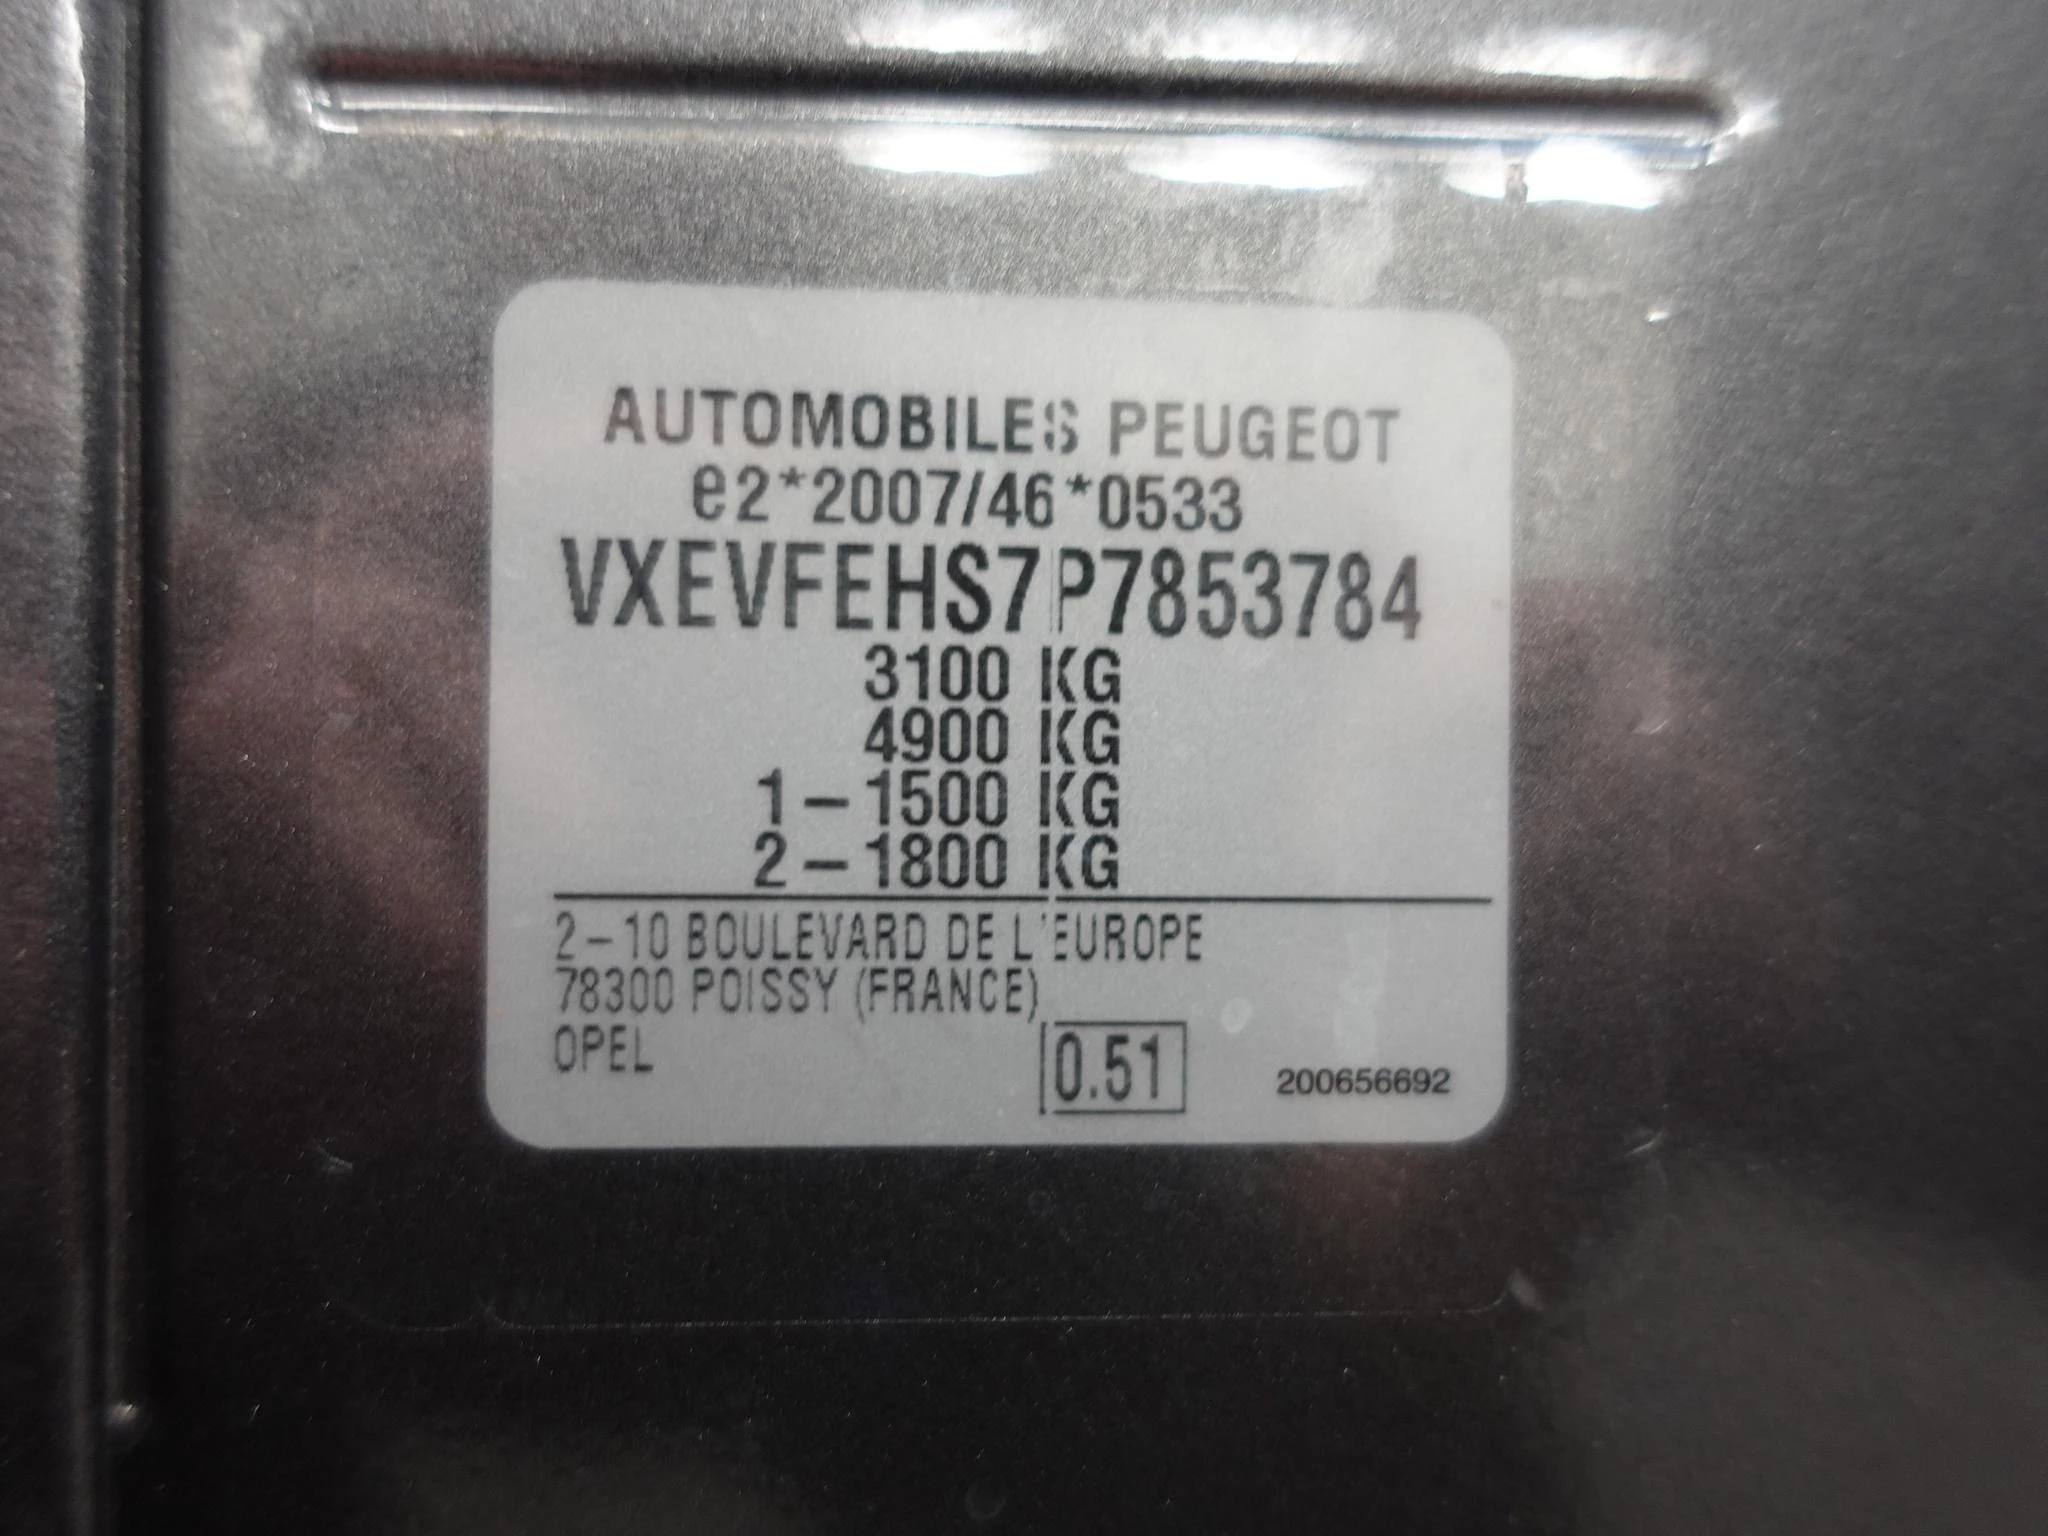 AUTOMOBILES PEUGEOT
e2*2007/46*0533
VXEVFEHS7P7853784
3100 KG
4900 KG
1-1500 KG
2-1800 KG
2-10 BOULEVARD DE L'EUROPE
78300 POISSY (FRANCE)
OPEL
0.51
200656692